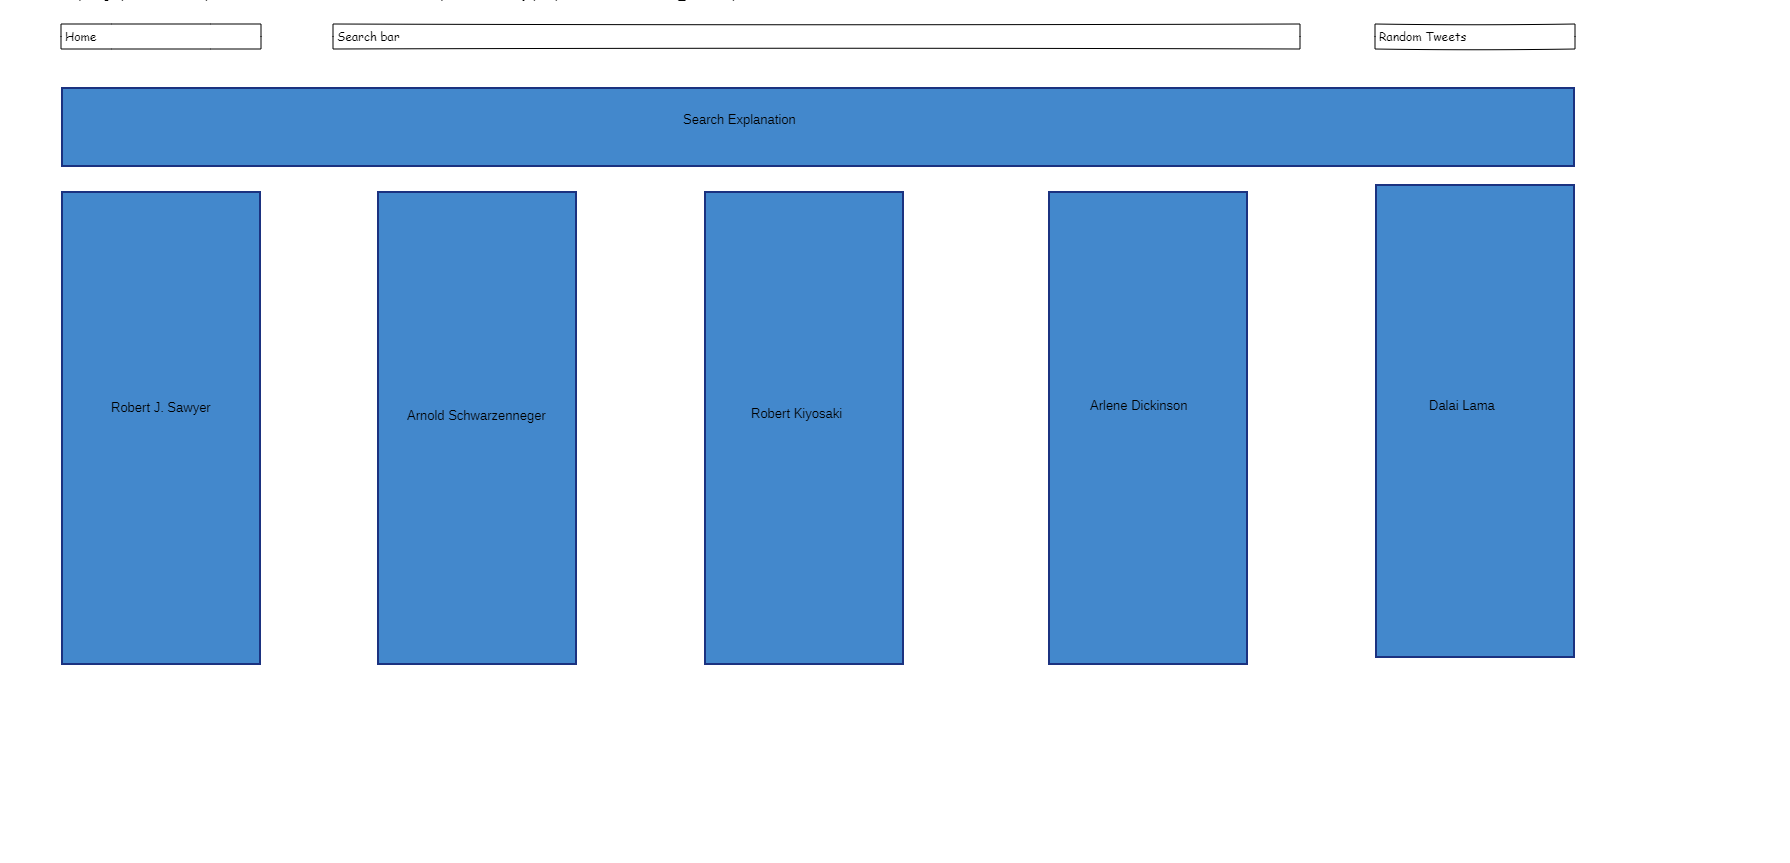 Home
Search bar
Random Tweets
Search Explanation
Robert J. Sawyer
Arnold Schwarzenneger
Robert Kiyosaki
Arlene Dickinson
Dalai Lama